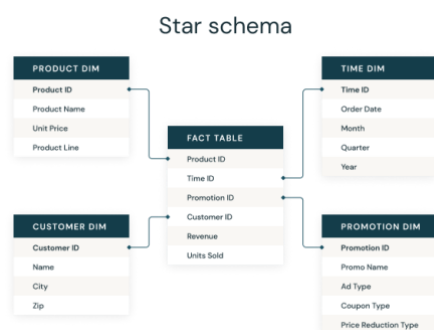 Star schema
PRODUCT DIM
Product ID
Product Name
Unit Price
Product Line
TIME DIM
Time ID
Order Date
Month
Quarter
Year
FACT TABLE
Product ID
Time ID
Promotion ID
Customer ID
Revenue
Units Sold
CUSTOMER DIM
Customer ID
Name
City
Zip
PROMOTION DIM
Promotion ID
Promo Name
Ad Type
Coupon Type
Price Reduction Type